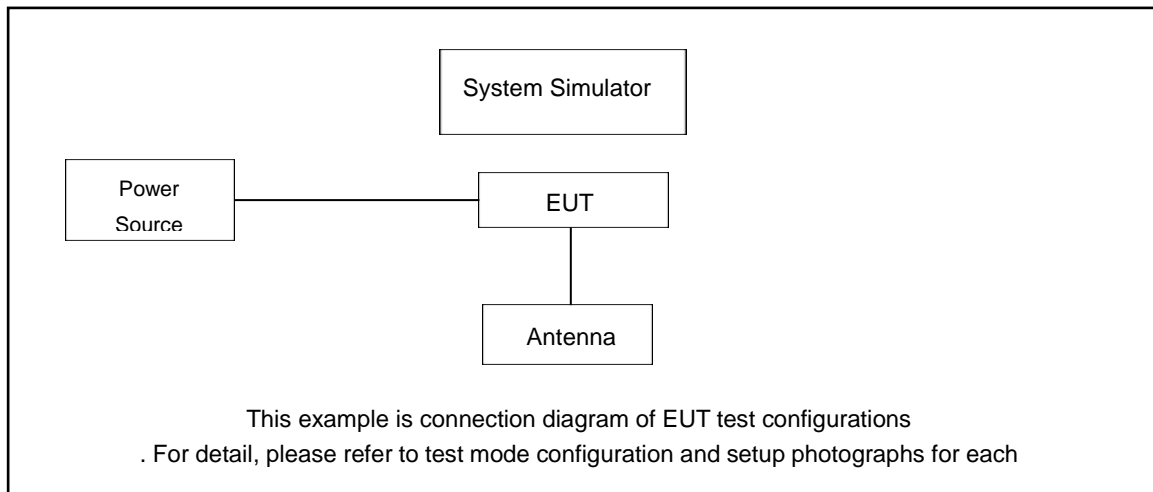 System Simulator
Power
Source
EUT
Antenna
This example is connection diagram of EUT test configurations
. For detail, please refer to test mode configuration and setup photographs for each